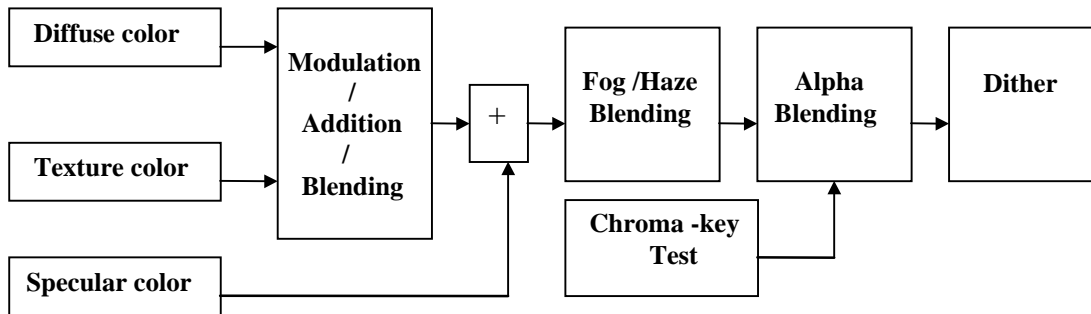 Diffuse color
Texture color
Specular color
Modulation
/
Addition
/
Blending
+
Fog /Haze
Blending
Chroma -key
Test
Alpha
Blending
Dither